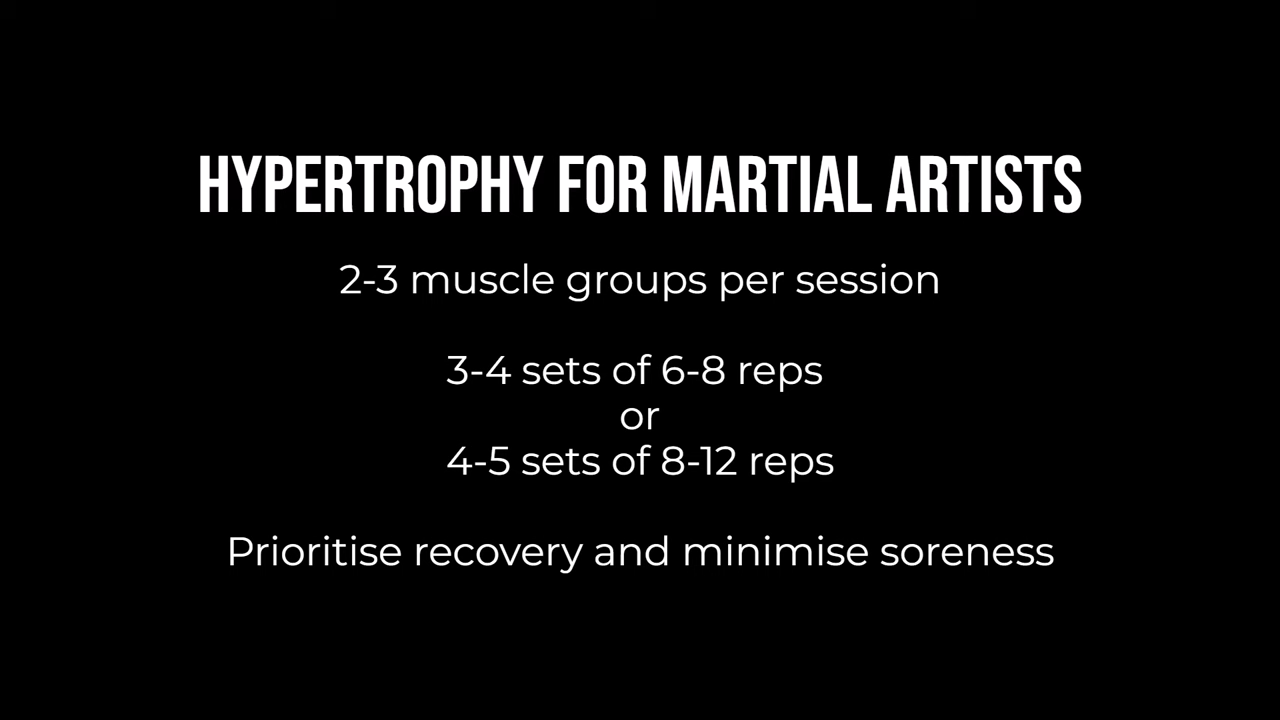 HYPERTROPHY FOR MARTIAL ARTISTS
2-3 muscle groups per session
3-4 sets of 6-8 reps
or
4-5 sets of 8-12 reps
Prioritise recovery and minimise soreness